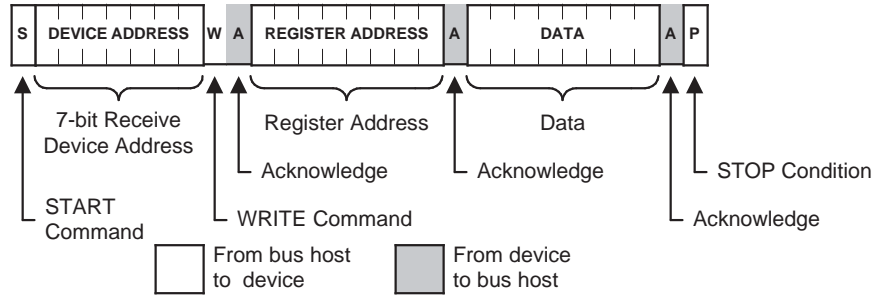 S DEVICE ADDRESS W A REGISTER ADDRESS A DATA A P
7-bit Receive
Device Address
Register Address
Data
Acknowledge
Acknowledge
STOP Condition
START
Command
WRITE Command
Acknowledge
From bus host
to device
From device
to bus host